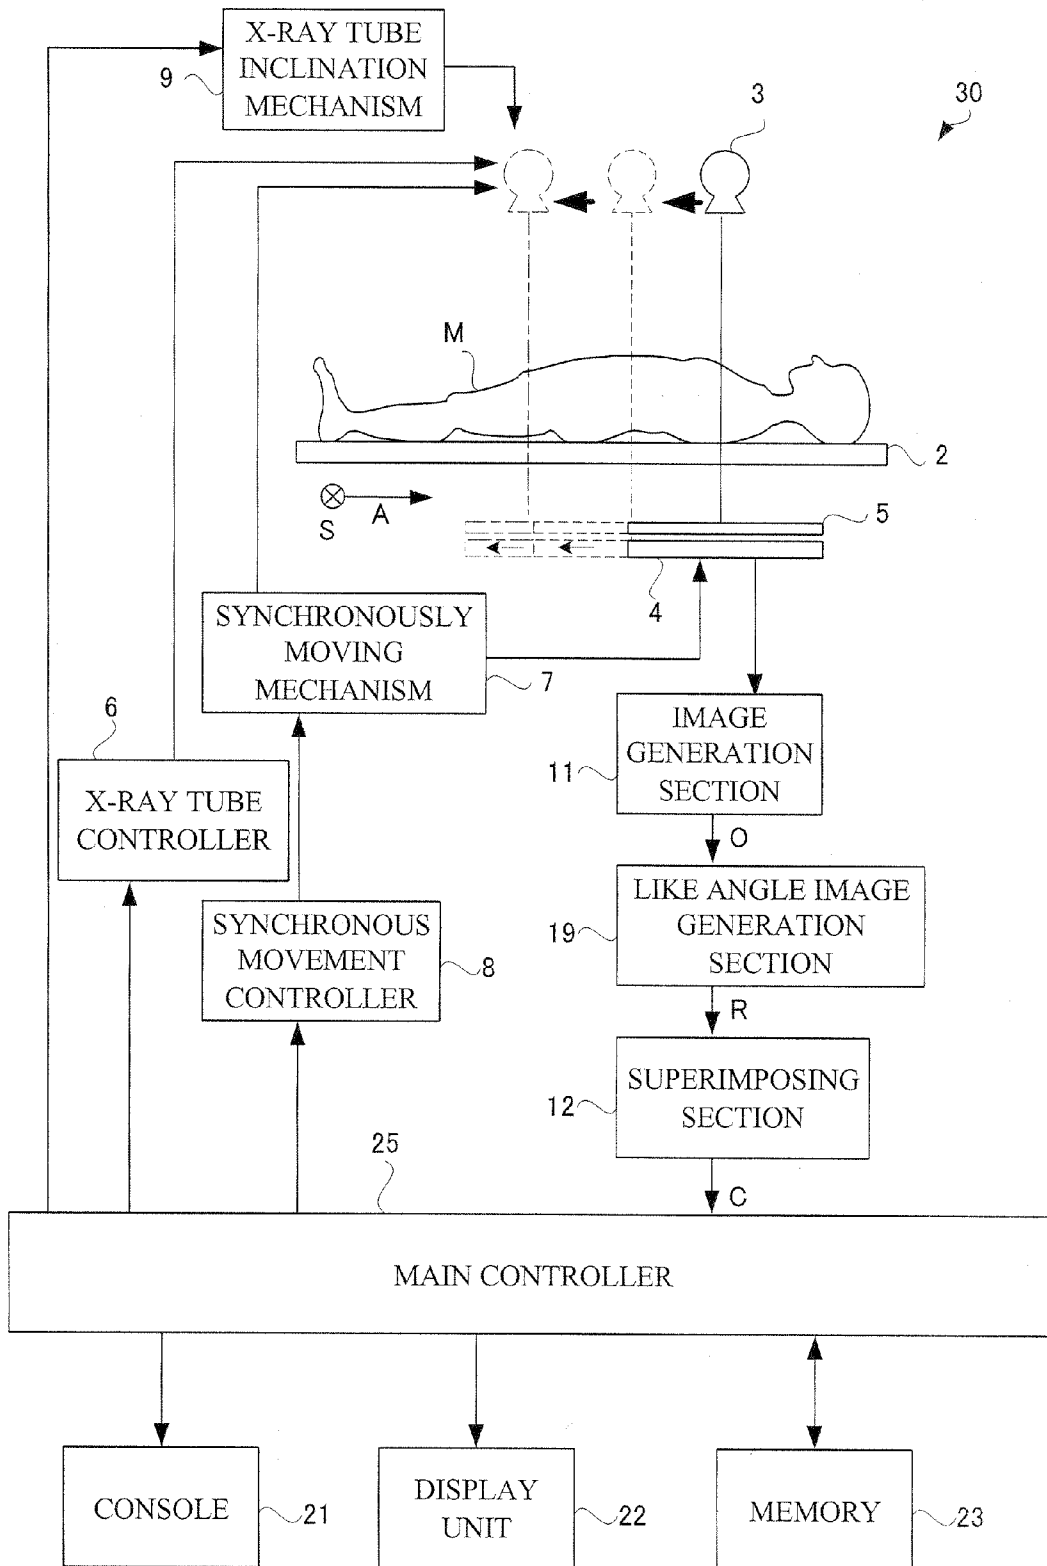 X-RAY TUBE
INCLINATION
MECHANISM
9
3
30
M
2
S
A
5
4
SYNCHRONOUSLY
MOVING
MECHANISM
7
6
X-RAY TUBE
CONTROLLER
IMAGE
GENERATION
SECTION
11
O
SYNCHRONOUS
MOVEMENT
CONTROLLER
8
LIKE ANGLE IMAGE
GENERATION
SECTION
19
R
SUPERIMPOSING
SECTION
12
C
25
MAIN CONTROLLER
CONSOLE
21
DISPLAY
UNIT
22
MEMORY
23